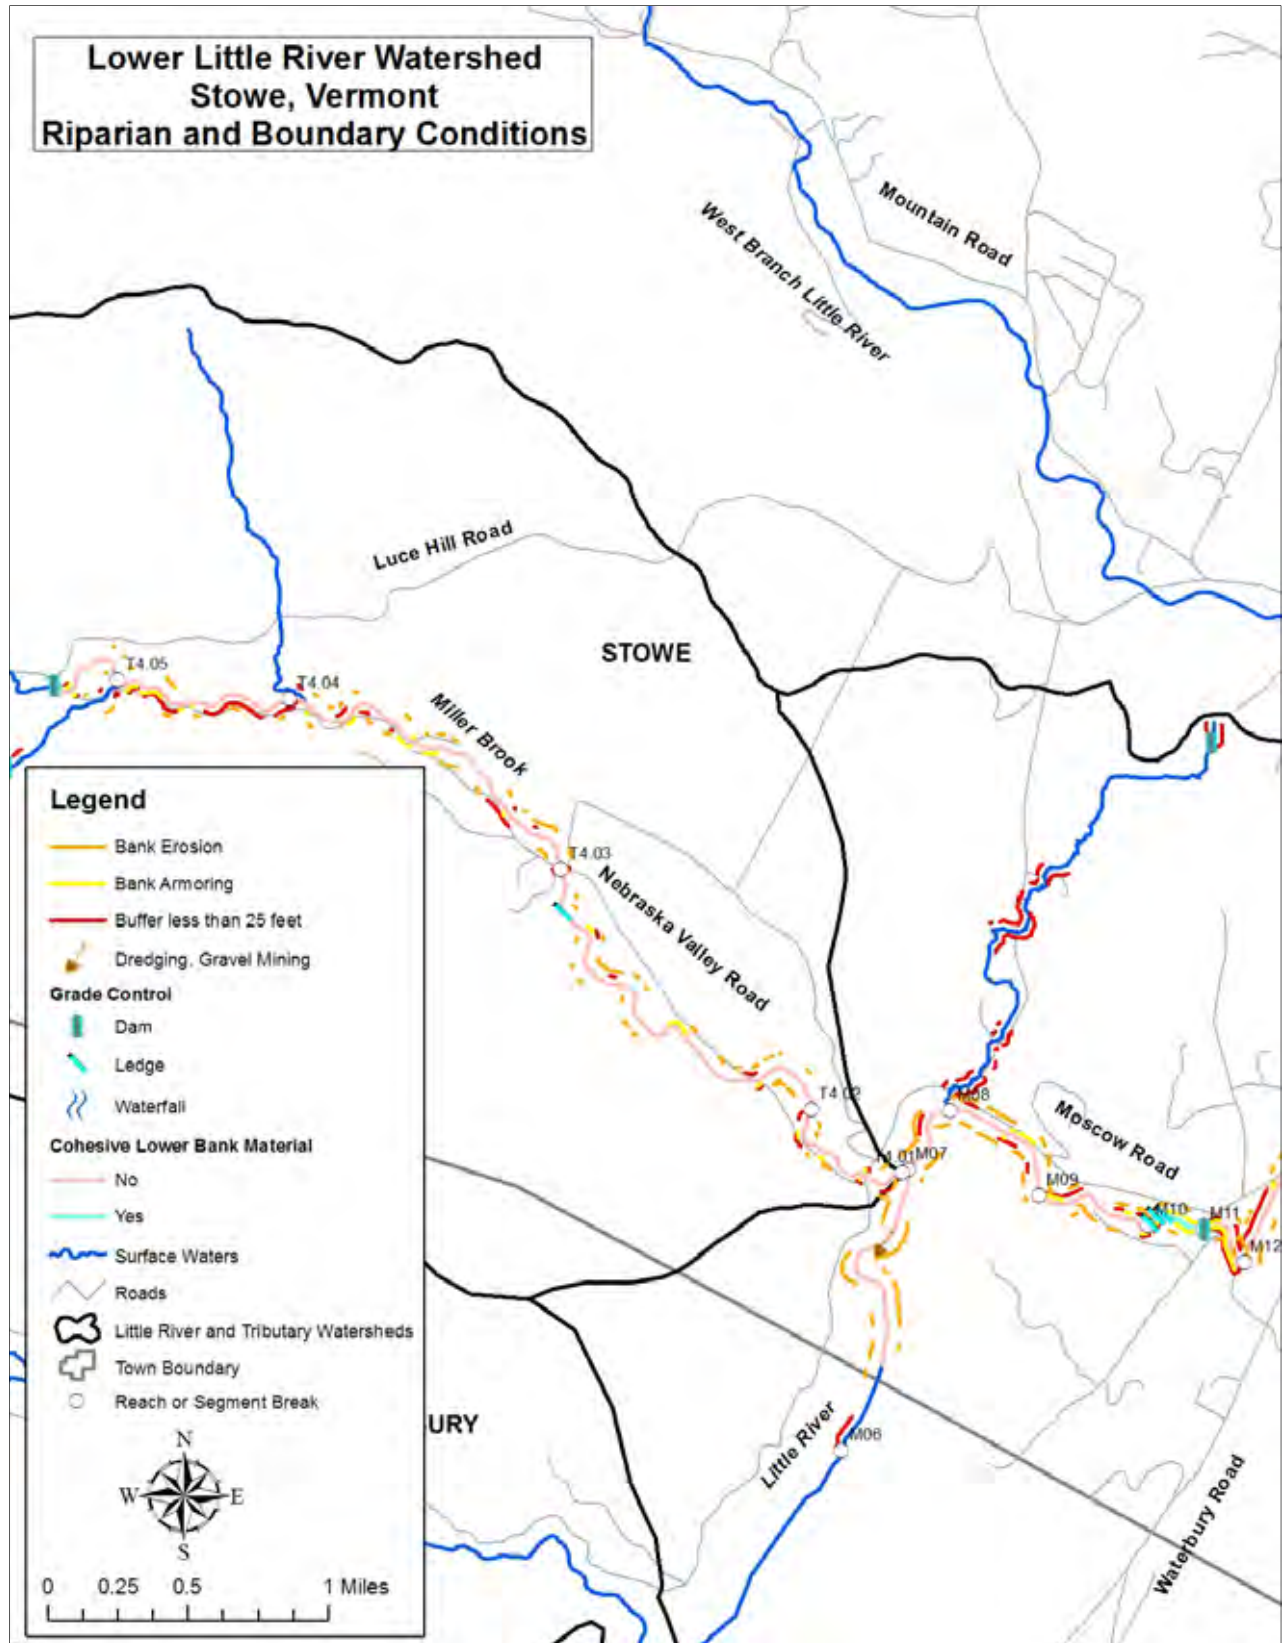 Lower Little River Watershed
Stowe, Vermont
Riparian and Boundary Conditions
Mountain Road
West Branch Little River
Luce Hill Road
STOWE
T4.05
T4.04
Miller Brook
T4.03
Nebraska Valley Road
T4.02
M08
Moscow Road
T4.01
M07
M09
M10
M11
M12
Little River
M06
URY
Waterbury Road
Legend
Bank Erosion
Bank Armoring
Buffer less than 25 feet
Dredging, Gravel Mining
Grade Control
Dam
Ledge
Waterfall
Cohesive Lower Bank Material
No
Yes
Surface Waters
Roads
Little River and Tributary Watersheds
Town Boundary
Reach or Segment Break
N
W E
S
0 0.25 0.5 1 Miles